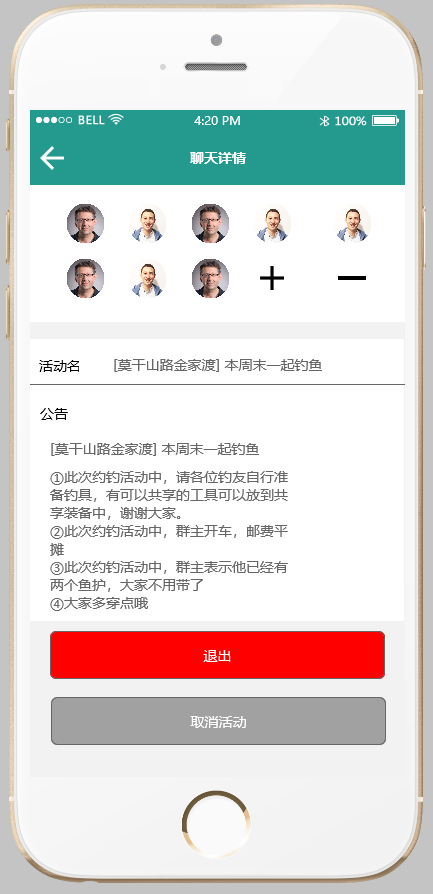 BELL 4:20 PM 100%
聊天详情
活动名 [莫干山路金家渡] 本周末一起钓鱼
公告
[莫干山路金家渡] 本周末一起钓鱼
①此次约钓活动中，请各位钓友自行准
备钓具，有可以共享的工具可以放到共
享装备中，谢谢大家。
②此次约钓活动中，群主开车，邮费平
摊
③此次约钓活动中，群主表示他已经有
两个鱼护，大家不用带了
④大家多穿点哦
退出
取消活动